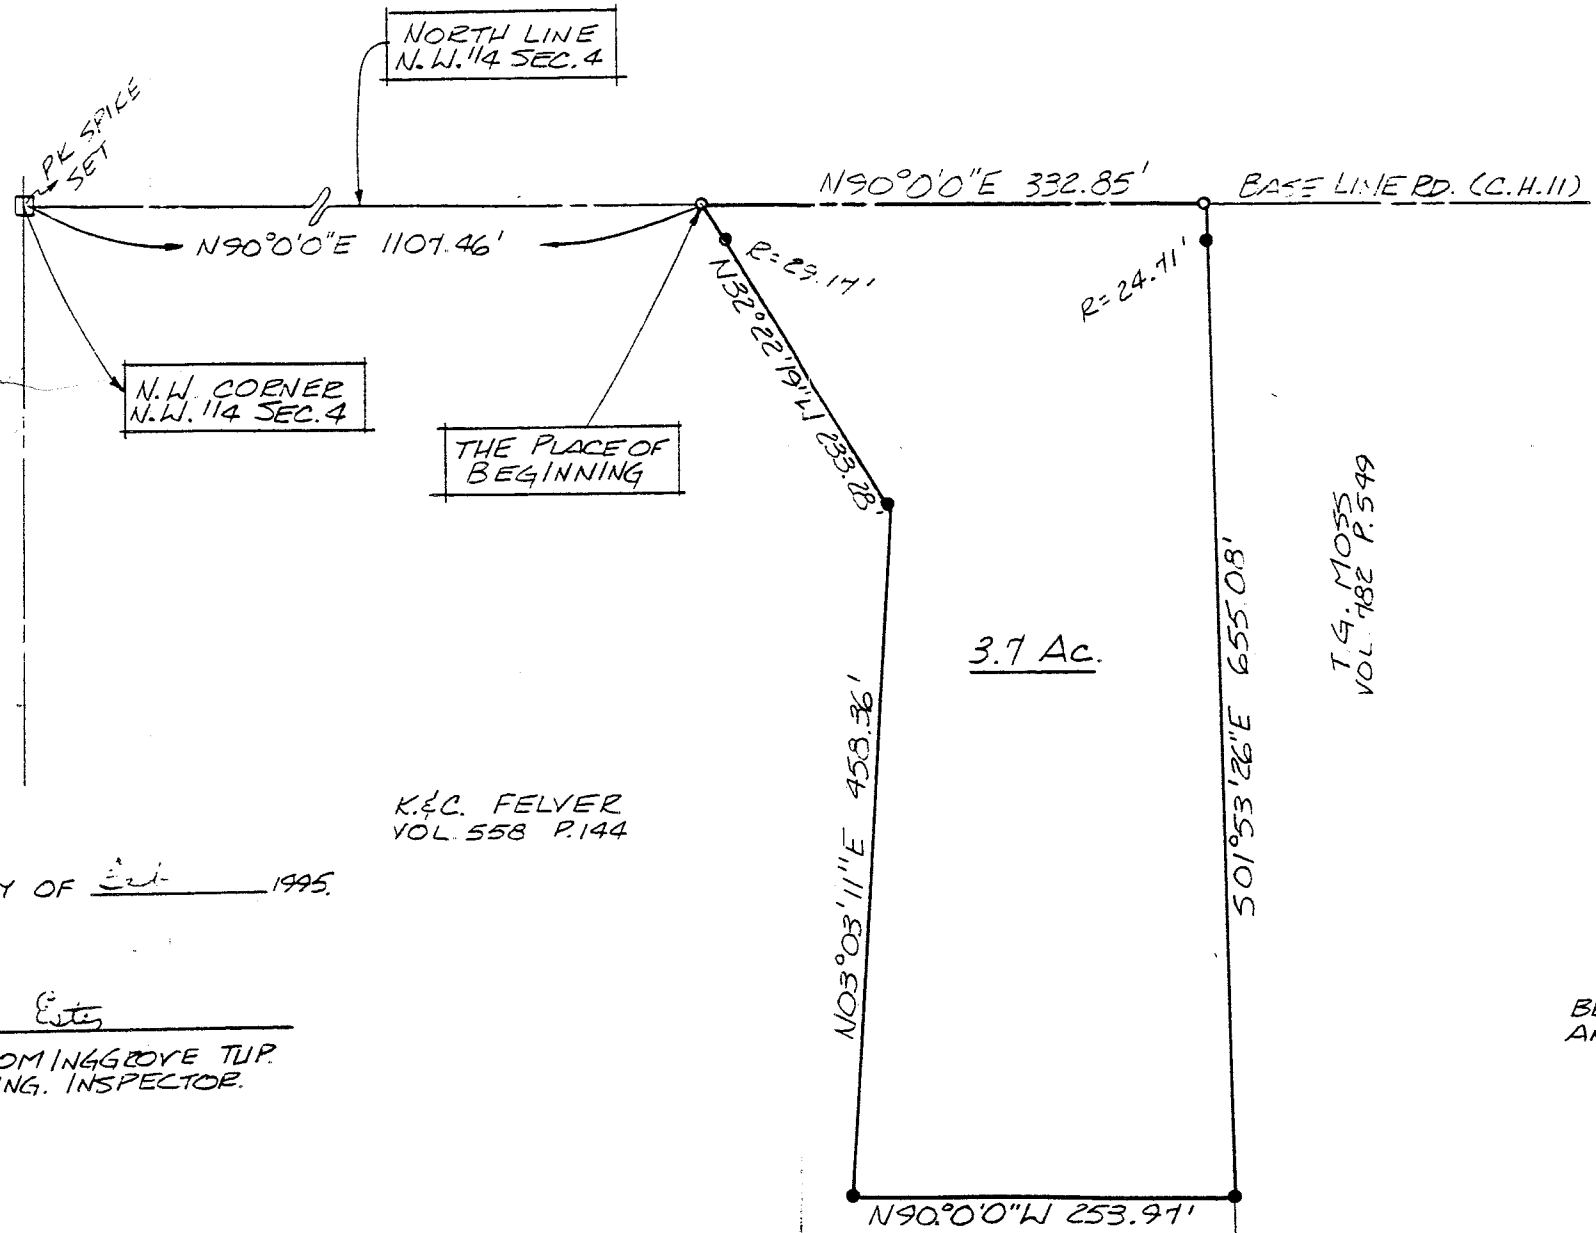 NORTH LINE
N.W. 1/4 SEC. 4
PK SPIKE
SET
N90°0'0"E 332.85'
BASE LINE RD. (C.H.11)
N90°0'0"E 1107.46'
R=29.17'
R=24.71'
N32°22'19"W 233.28'
N.W. CORNER
N.W. 1/4 SEC. 4
THE PLACE OF
BEGINNING
T.G. MOSS
VOL. 782 P. 549
S01°53'26"E 655.08'
3.7 Ac.
N03°03'11"E 458.36'
K.&C. FELVER
VOL. 558 P.144
Y OF 1995.
OMINGGROVE TWP.
NG. INSPECTOR.
N90°0'0"W 253.97'